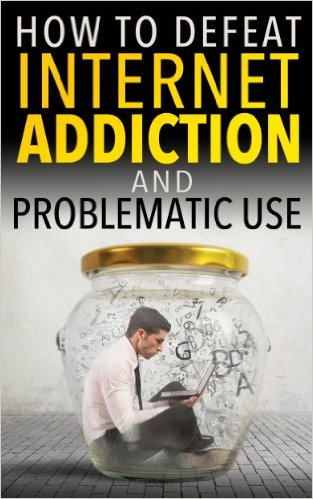 HOW TO DEFEAT
INTERNET
ADDICTION
AND
PROBLEMATIC USE